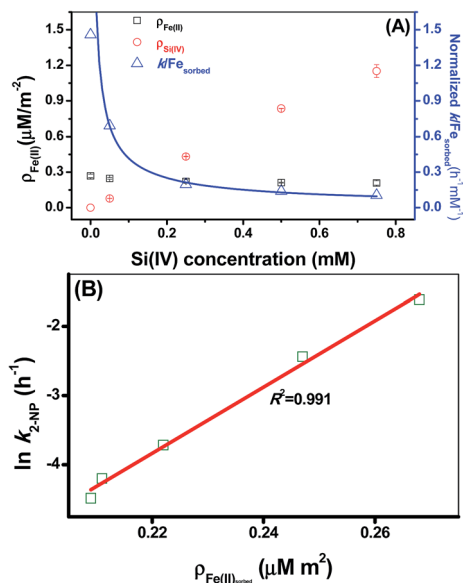 (A)
ρFe(II)
ρSi(IV)
k/Fesorbed
1.5
1.2
0.9
0.6
0.3
0.0
ρFe(II)(μM/m-2)
1.5
1.2
0.9
0.6
0.3
0.0
Normalized k/Fesorbed(h-1mM-1)
0.0 0.2 0.4 0.6 0.8
Si(IV) concentration (mM)
(B)
-2
-3
-4
ln k2-NP (h-1)
R2=0.991
0.22 0.24 0.26
ρFe(II)sorbed (μM m2)